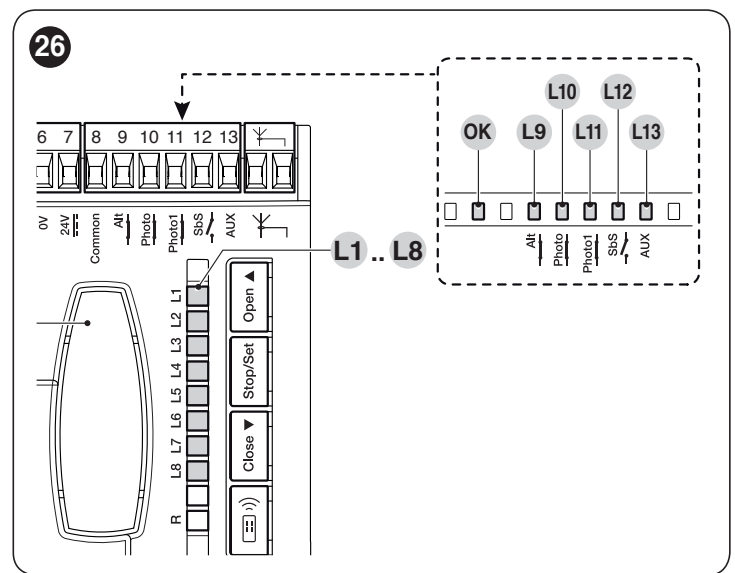 26
L10 L12
OK L9 L11 L13
Alt Photo Photo1 SbS AUX
6 7 8 9 10 11 12 13
0V 24V Common Alt Photo Photo1 SbS AUX
L1 .. L8
L1
L2
L3
L4
L5
L6
L7
L8
R
Open ▲
Stop/Set
Close ▼